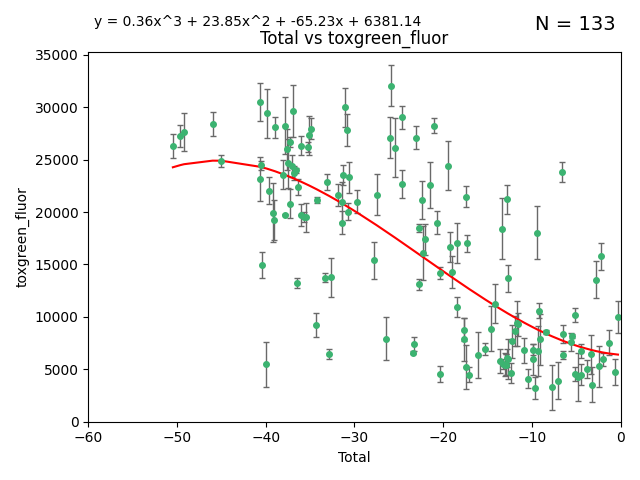 y = 0.36x^3 + 23.85x^2 + -65.23x + 6381.14
N = 133
Total vs toxgreen_fluor
35000
30000
25000
20000
15000
10000
5000
0
toxgreen_fluor
−60 −50 −40 −30 −20 −10 0
Total